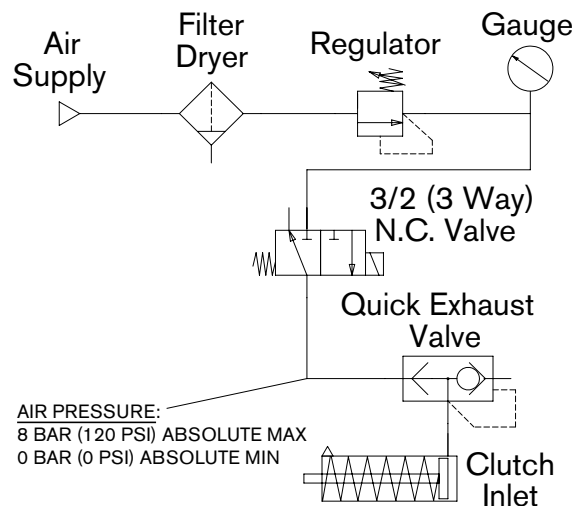 Air
Supply
Filter
Dryer
Regulator
Gauge
3/2 (3 Way)
N.C. Valve
Quick Exhaust
Valve
AIR PRESSURE:
8 BAR (120 PSI) ABSOLUTE MAX
0 BAR (0 PSI) ABSOLUTE MIN
Clutch
Inlet